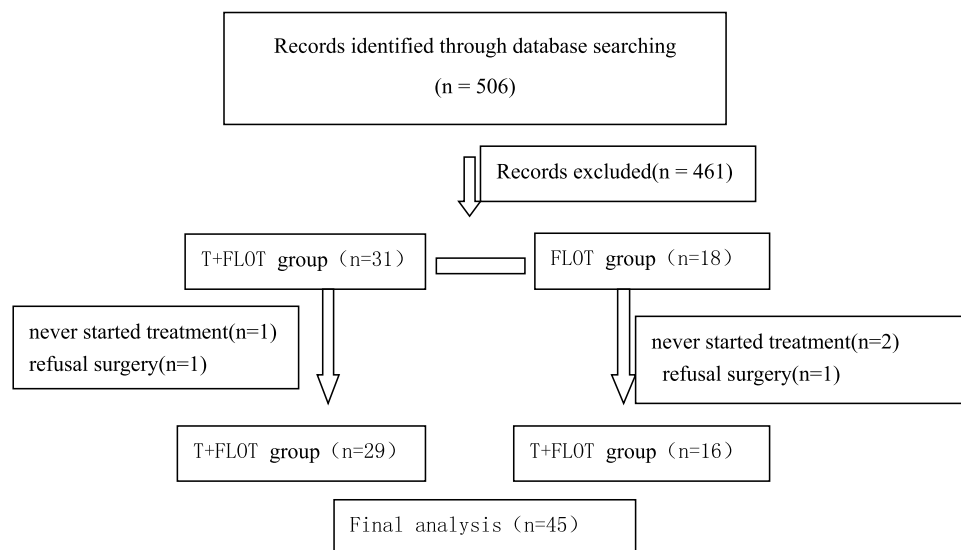 Records identified through database searching
(n = 506)
Records excluded(n = 461)
T+FLOT group（n=31）
FLOT group（n=18）
never started treatment(n=1)
refusal surgery(n=1)
never started treatment(n=2)
refusal surgery(n=1)
T+FLOT group（n=29）
T+FLOT group（n=16）
Final analysis（n=45）